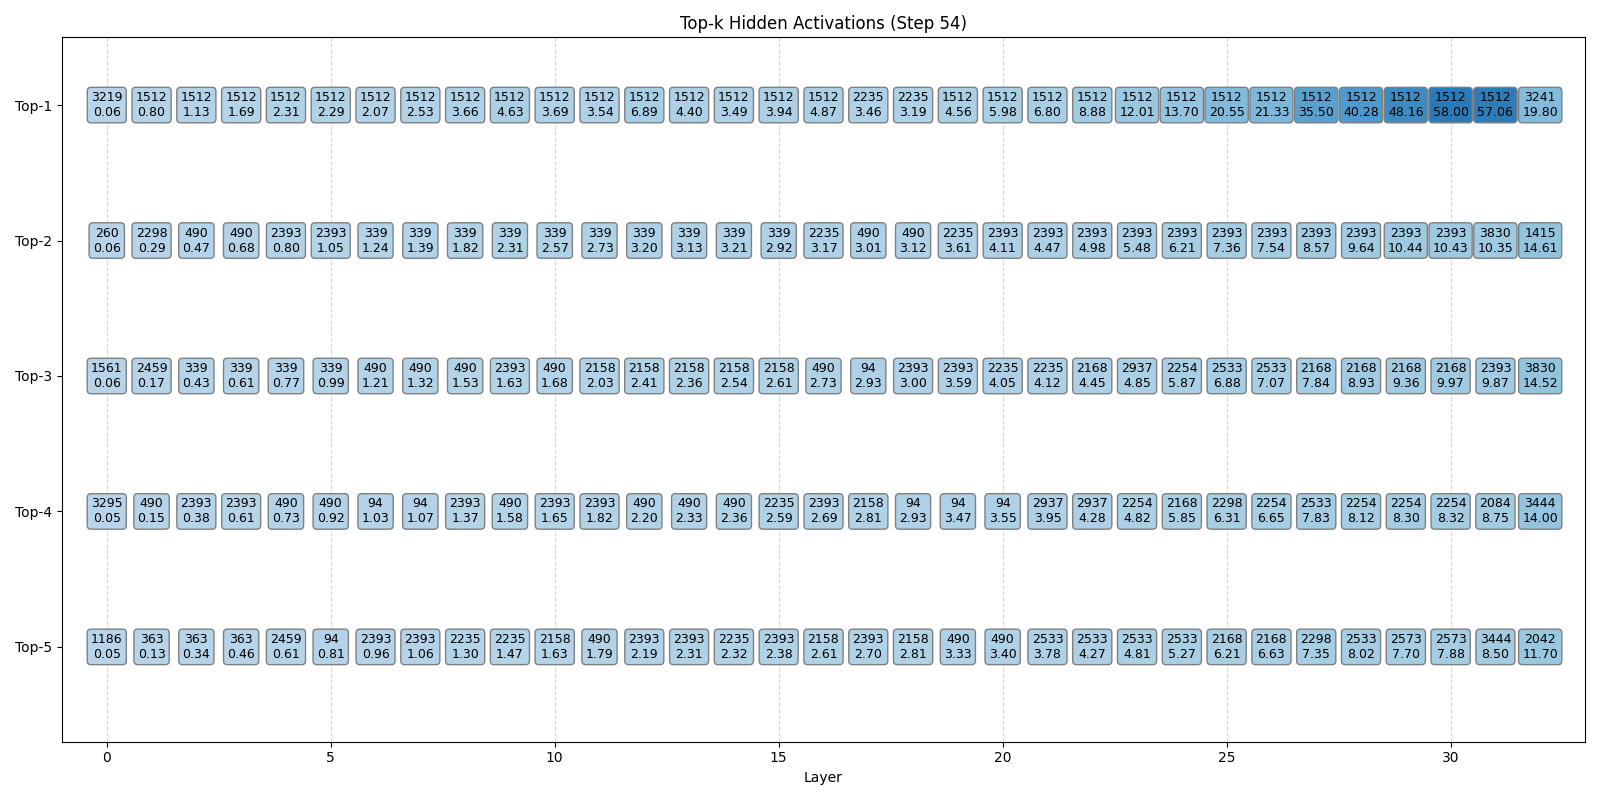 Top-k Hidden Activations (Step 54)
Top-1
3219 1512 1512 1512 1512 1512 1512 1512 1512 1512 1512 1512 1512 1512 1512 1512 1512 2235 2235 1512 1512 1512 1512 1512 1512 1512 1512 1512 1512 1512 1512 1512 3241
0.06 0.80 1.13 1.69 2.31 2.29 2.07 2.53 3.66 4.63 3.69 3.54 6.89 4.40 3.49 3.94 4.87 3.46 3.19 4.56 5.98 6.80 8.88 12.01 13.70 20.55 21.33 35.50 40.28 48.16 58.00 57.06 19.80
Top-2
260 2298 490 490 2393 2393 339 339 339 339 339 339 339 339 339 339 2235 490 490 2235 2393 2393 2393 2393 2393 2393 2393 2393 2393 2393 2393 3830 1415
0.06 0.29 0.47 0.68 0.80 1.05 1.24 1.39 1.82 2.31 2.57 2.73 3.20 3.13 3.21 2.92 3.17 3.01 3.12 3.61 4.11 4.47 4.98 5.48 6.21 7.36 7.54 8.57 9.64 10.44 10.43 10.35 14.61
Top-3
1561 2459 339 339 339 339 490 490 490 2393 490 2158 2158 2158 2158 2158 490 94 2393 2393 2235 2235 2168 2937 2254 2533 2533 2168 2168 2168 2168 2393 3830
0.06 0.17 0.43 0.61 0.77 0.99 1.21 1.32 1.53 1.63 1.68 2.03 2.41 2.36 2.54 2.61 2.73 2.93 3.00 3.59 4.05 4.12 4.45 4.85 5.87 6.88 7.07 7.84 8.93 9.36 9.97 9.87 14.52
Top-4
3295 490 2393 2393 490 490 94 94 2393 490 2393 2393 490 490 490 2235 2393 2158 94 94 94 2937 2937 2254 2168 2298 2254 2533 2254 2254 2254 2084 3444
0.05 0.15 0.38 0.61 0.73 0.92 1.03 1.07 1.37 1.58 1.65 1.82 2.20 2.33 2.36 2.59 2.69 2.81 2.93 3.47 3.55 3.95 4.28 4.82 5.85 6.31 6.65 7.83 8.12 8.30 8.32 8.75 14.00
Top-5
1186 363 363 363 2459 94 2393 2393 2235 2235 2158 490 2393 2393 2235 2393 2158 2393 2158 490 490 2533 2533 2533 2533 2168 2168 2298 2533 2573 2573 3444 2042
0.05 0.13 0.34 0.46 0.61 0.81 0.96 1.06 1.30 1.47 1.63 1.79 2.19 2.31 2.32 2.38 2.61 2.70 2.81 3.33 3.40 3.78 4.27 4.81 5.27 6.21 6.63 7.35 8.02 7.70 7.88 8.50 11.70
0 5 10 15 20 25 30
Layer